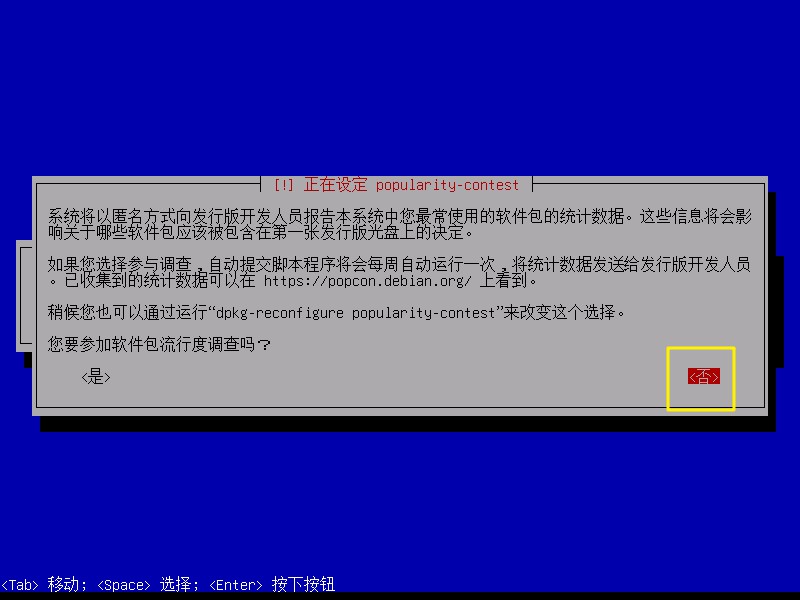 [!] 正在设定 popularity-contest
系统将以匿名方式向发行版开发人员报告本系统中您最常使用的软件包的统计数据。这些信息将会影
响关于哪些软件包应该被包含在第一张发行版光盘上的决定。
如果您选择参与调查,自动提交脚本程序将会每周自动运行一次,将统计数据发送给发行版开发人员
。已收集到的统计数据可以在 https://popcon.debian.org/ 上看到。
稍候您也可以通过运行“dpkg-reconfigure popularity-contest”来改变这个选择。
您要参加软件包流行度调查吗？
<是> <否>
<Tab> 移动; <Space> 选择; <Enter> 按下按钮